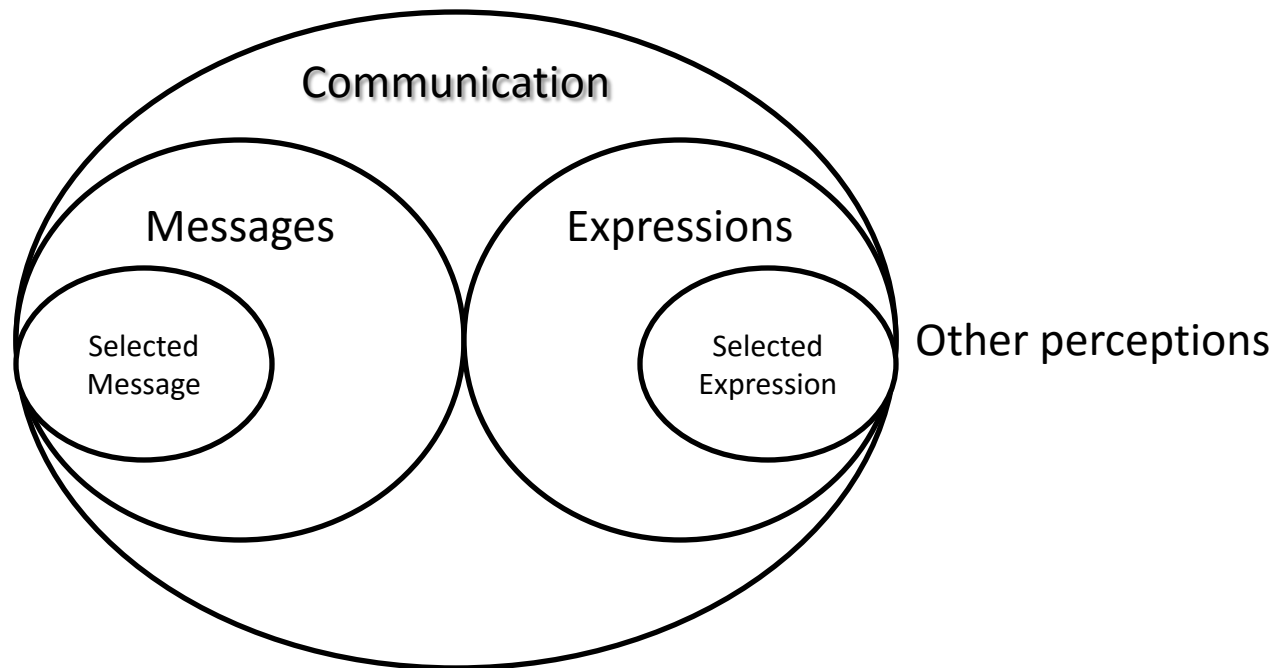 Communication
Messages
Expressions
Selected
Message
Selected
Expression
Other perceptions